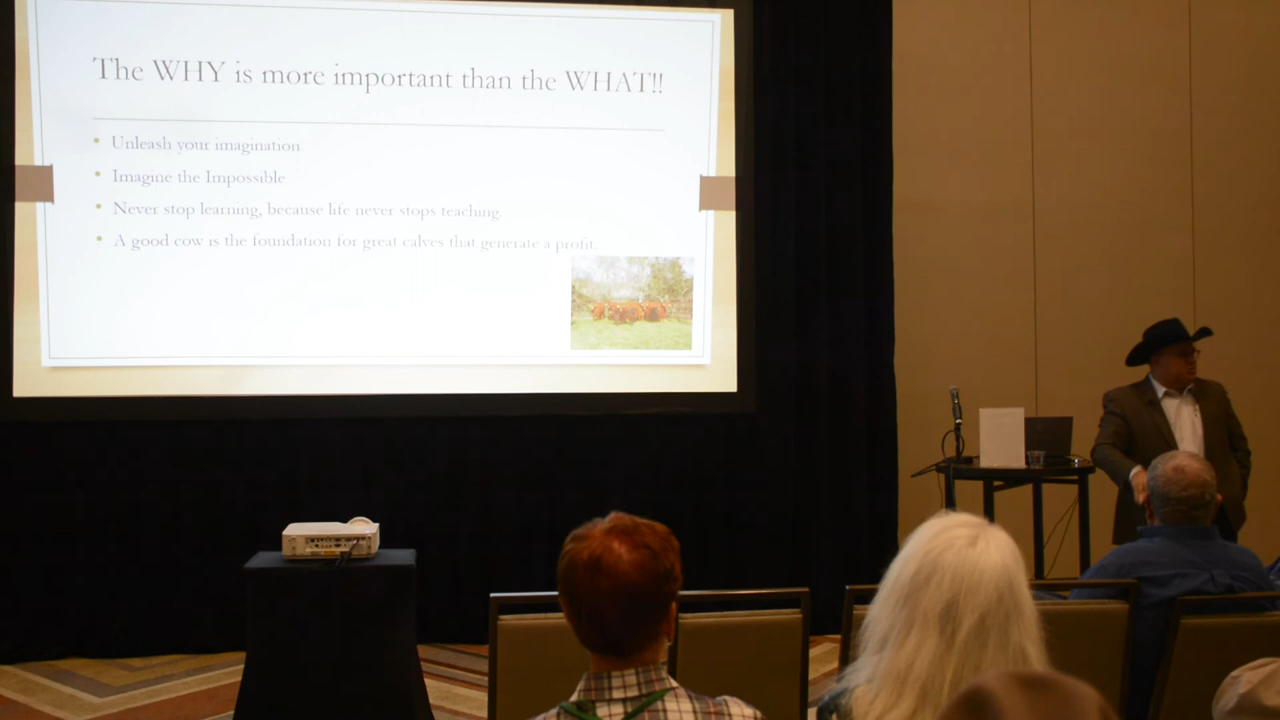 The WHY is more important than the WHAT!!
• Unleash your imagination
• Imagine the Impossible
• Never stop learning, because life never stops teaching.
• A good cow is the foundation for great calves that generate a profit.